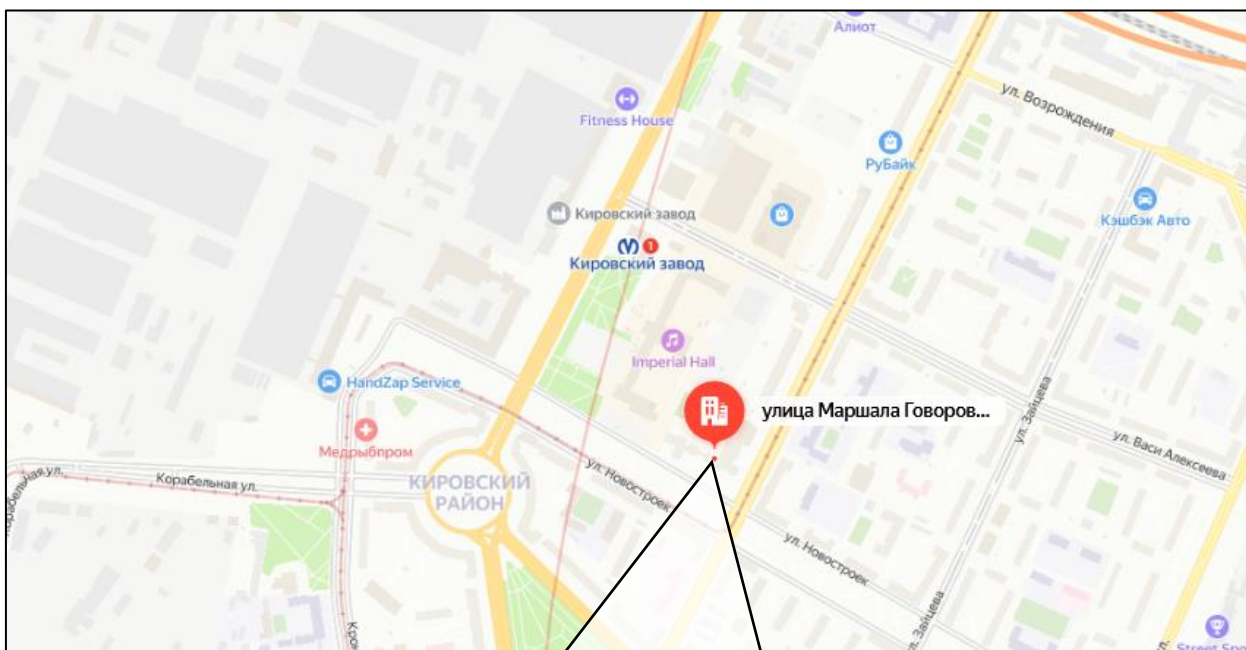 Алиот
ул. Возрождения
Fitness House
РуБайк
Кэшбэк Авто
Кировский завод
1
Кировский завод
Imperial Hall
HandZap Service
улица Маршала Говоров...
ул. Зайцева
Медрыбпром
ул. Васи Алексеева
Корабельная ул.
Корабельная ул.
КИРОВСКИЙ
РАЙОН
ул. Новостроек
ул. Новостроек
ул. Зайцева